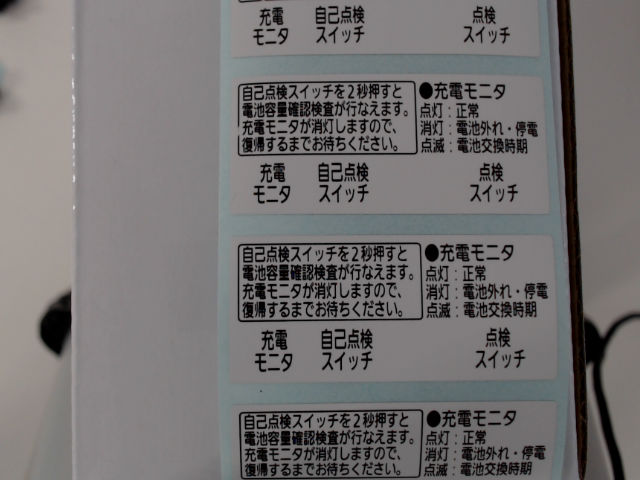 充電 自己点検 点検
モニタ スイッチ スイッチ
自己点検スイッチを2秒押すと
電池容量確認検査が行なえます。
充電モニタが消灯しますので、
復帰するまでお待ちください。
●充電モニタ
点灯：正常
消灯：電池外れ・停電
点滅：電池交換時期
充電 自己点検 点検
モニタ スイッチ スイッチ
自己点検スイッチを2秒押すと
電池容量確認検査が行なえます。
充電モニタが消灯しますので、
復帰するまでお待ちください。
●充電モニタ
点灯：正常
消灯：電池外れ・停電
点滅：電池交換時期
充電 自己点検 点検
モニタ スイッチ スイッチ
自己点検スイッチを2秒押すと
電池容量確認検査が行なえます。
充電モニタが消灯しますので、
復帰するまでお待ちください。
●充電モニタ
点灯：正常
消灯：電池外れ・停電
点滅：電池交換時期